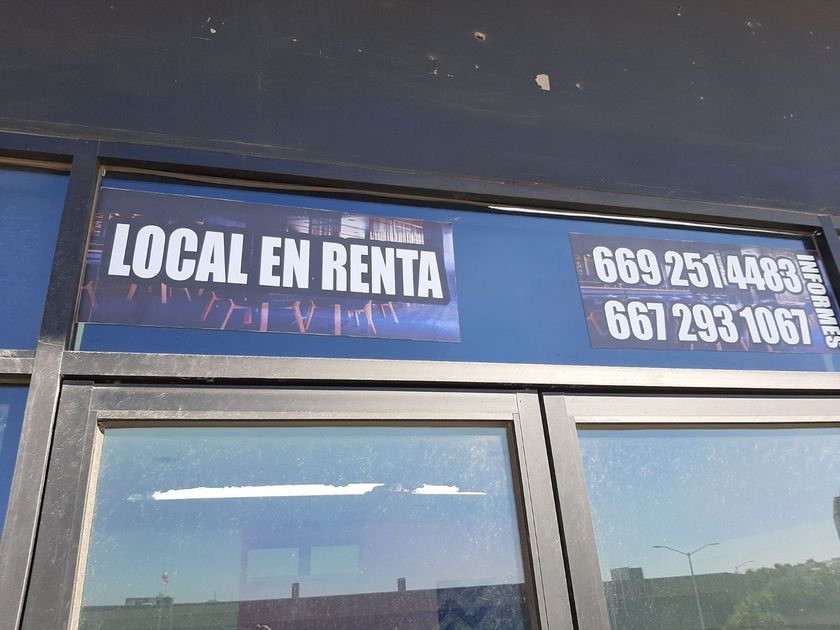 LOCAL EN RENTA
669 251 4483
667 293 1067
INFORMES